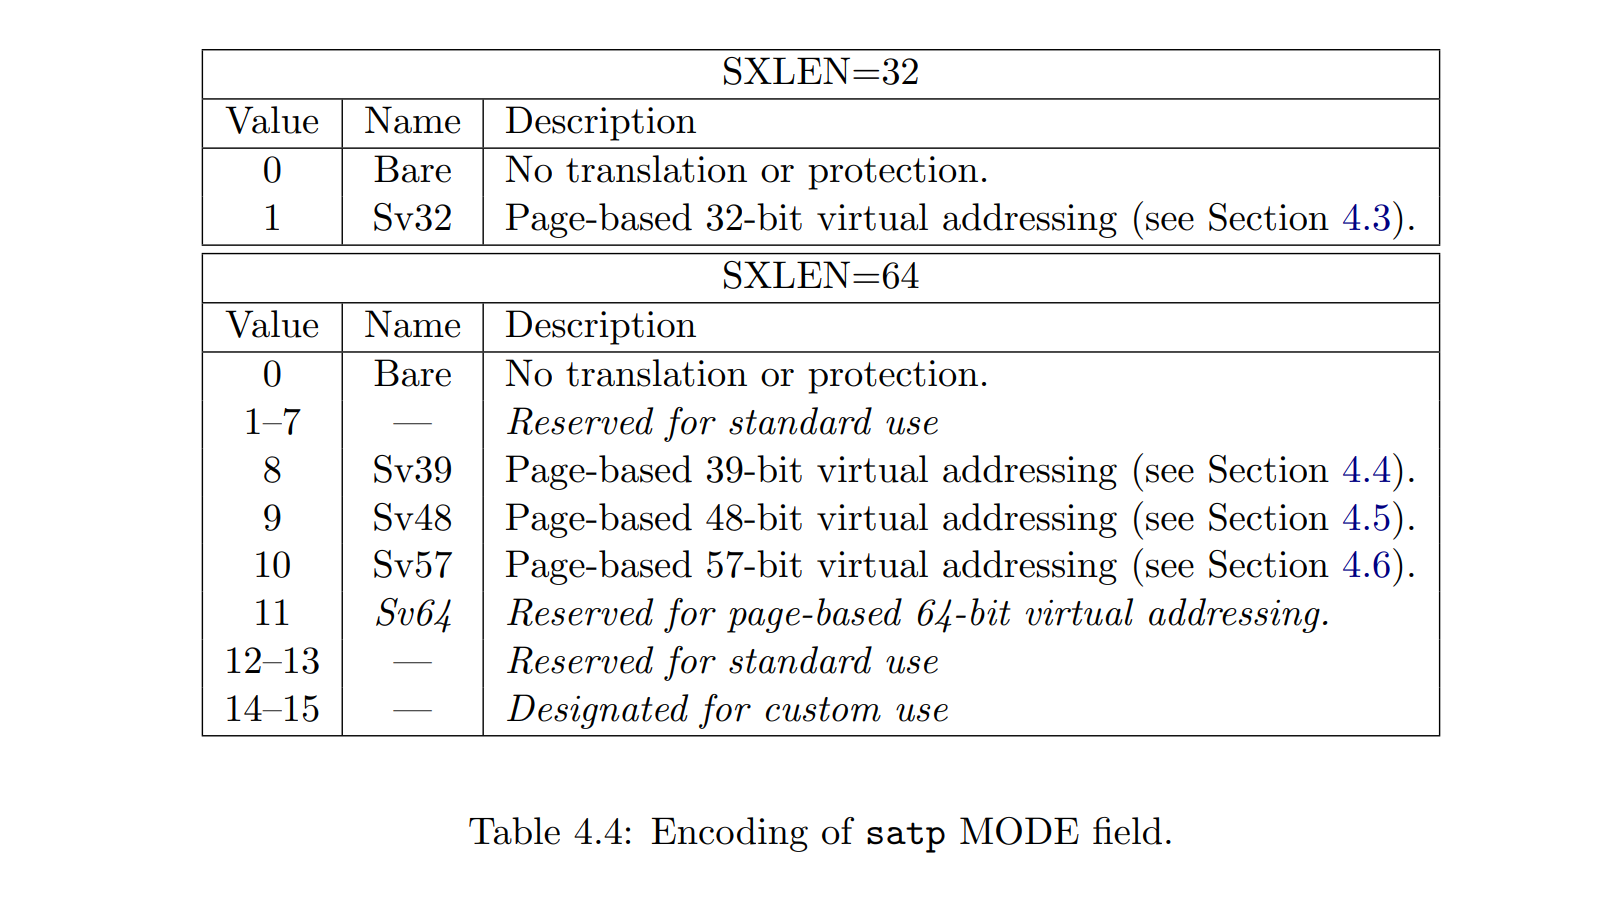 SXLEN=32
Value Name Description
0 Bare No translation or protection.
1 Sv32 Page-based 32-bit virtual addressing (see Section 4.3).
SXLEN=64
Value Name Description
0 Bare No translation or protection.
1–7 — Reserved for standard use
8 Sv39 Page-based 39-bit virtual addressing (see Section 4.4).
9 Sv48 Page-based 48-bit virtual addressing (see Section 4.5).
10 Sv57 Page-based 57-bit virtual addressing (see Section 4.6).
11 Sv64 Reserved for page-based 64-bit virtual addressing.
12–13 — Reserved for standard use
14–15 — Designated for custom use
Table 4.4: Encoding of satp MODE field.